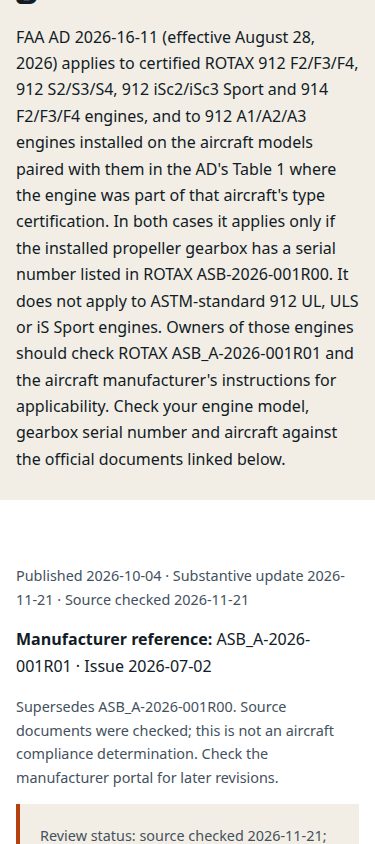 FAA AD 2026-16-11 (effective August 28,
2026) applies to certified ROTAX 912 F2/F3/F4,
912 S2/S3/S4, 912 iSc2/iSc3 Sport and 914
F2/F3/F4 engines, and to 912 A1/A2/A3
engines installed on the aircraft models
paired with them in the AD's Table 1 where
the engine was part of that aircraft's type
certification. In both cases it applies only if
the installed propeller gearbox has a serial
number listed in ROTAX ASB-2026-001R00. It
does not apply to ASTM-standard 912 UL, ULS
or iS Sport engines. Owners of those engines
should check ROTAX ASB_A-2026-001R01 and
the aircraft manufacturer's instructions for
applicability. Check your engine model,
gearbox serial number and aircraft against
the official documents linked below.
Published 2026-10-04 · Substantive update 2026-
11-21 · Source checked 2026-11-21
Manufacturer reference: ASB_A-2026-
001R01 · Issue 2026-07-02
Supersedes ASB_A-2026-001R00. Source
documents were checked; this is not an aircraft
compliance determination. Check the
manufacturer portal for later revisions.
Review status: source checked 2026-11-21;